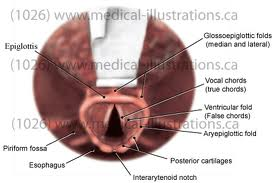 (1026) www.medical-illustrations.ca
Glossoepiglottic folds
(median and lateral)
Epiglottis
Vocal chords
(true chords)
(1026) www.medical-illustrations.ca
Ventricular fold
(False chords)
Aryepiglottic fold
(1026) www.medical-illustrations.ca
Piriform fossa
Posterior cartilages
Esophagus
Interarytenoid notch